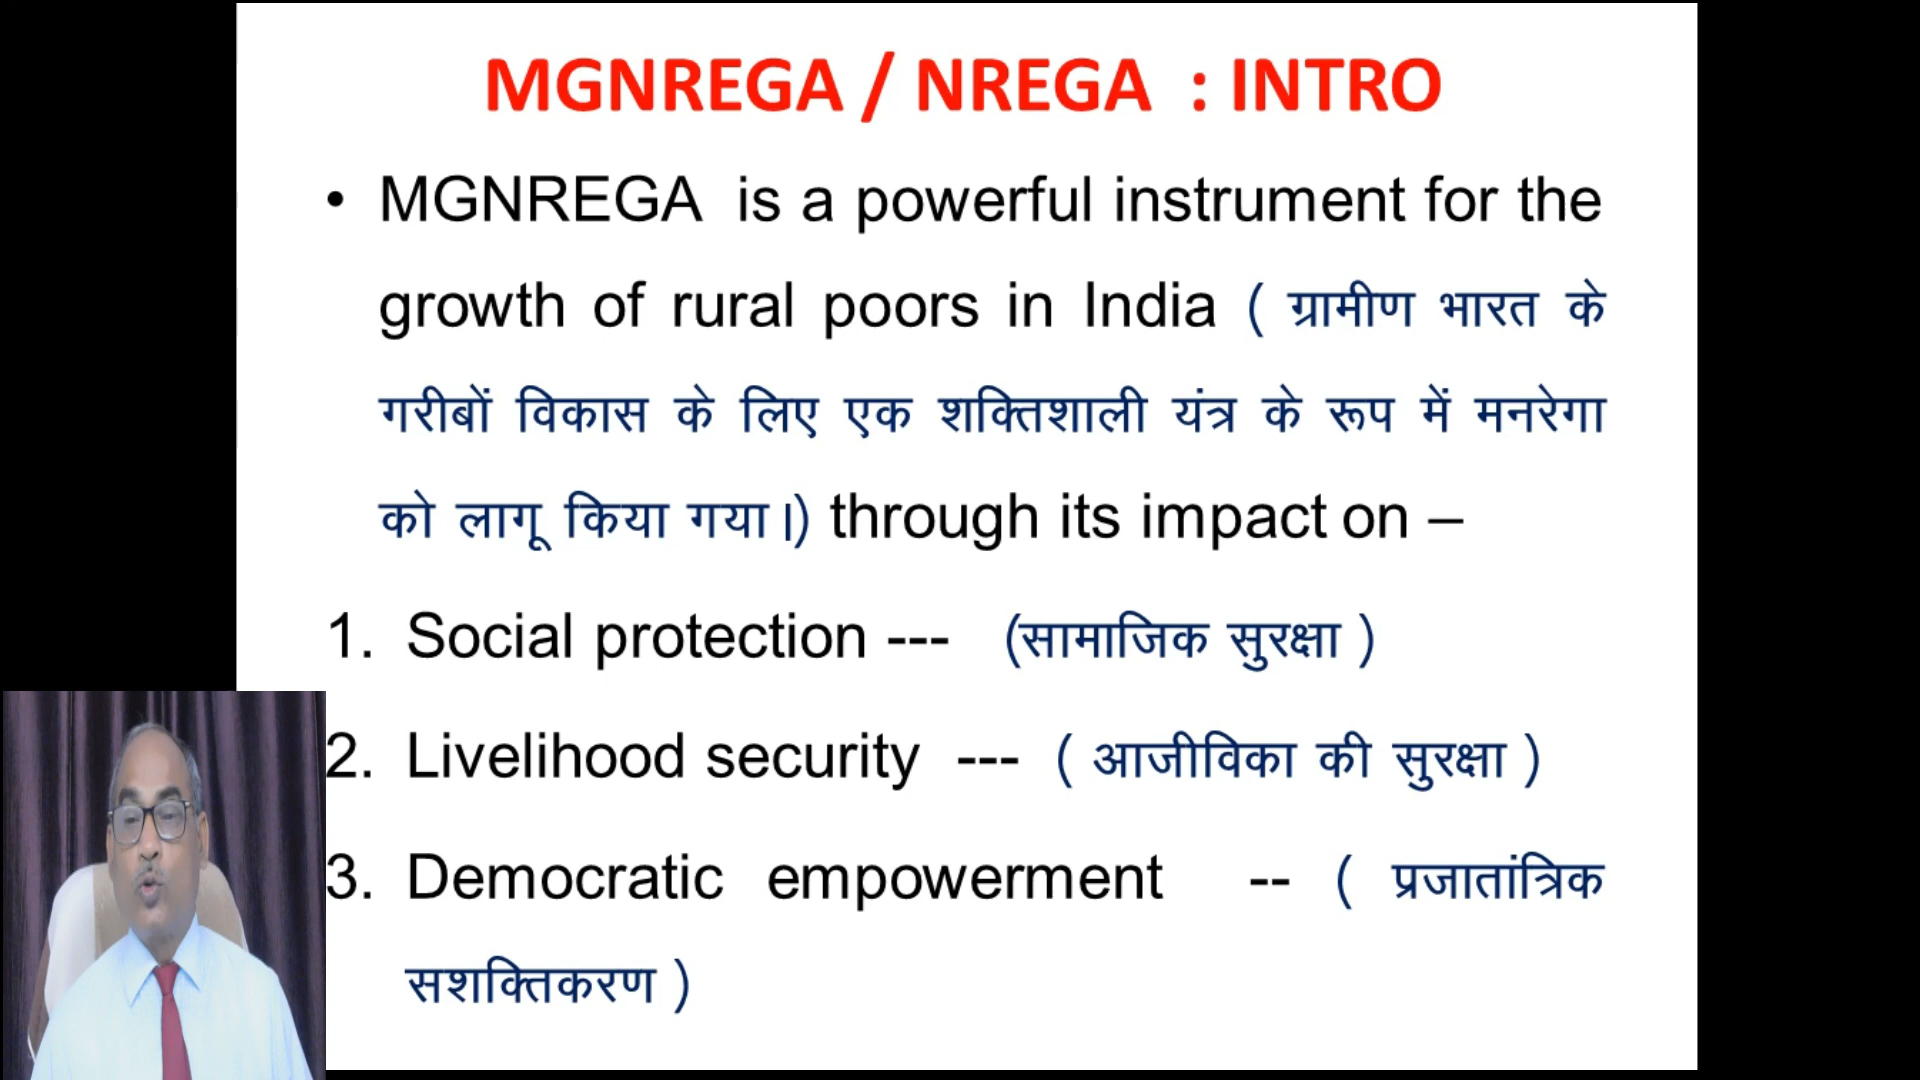 MGNREGA / NREGA : INTRO
• MGNREGA is a powerful instrument for the
growth of rural poors in India ( ग्रामीण भारत के
गरीबों विकास के लिए एक शक्तिशाली यंत्र के रूप में मनरेगा
को लागू किया गया।) through its impact on –
1. Social protection --- (सामाजिक सुरक्षा )
2. Livelihood security --- ( आजीविका की सुरक्षा )
3. Democratic empowerment -- ( प्रजातांत्रिक
सशक्तिकरण )